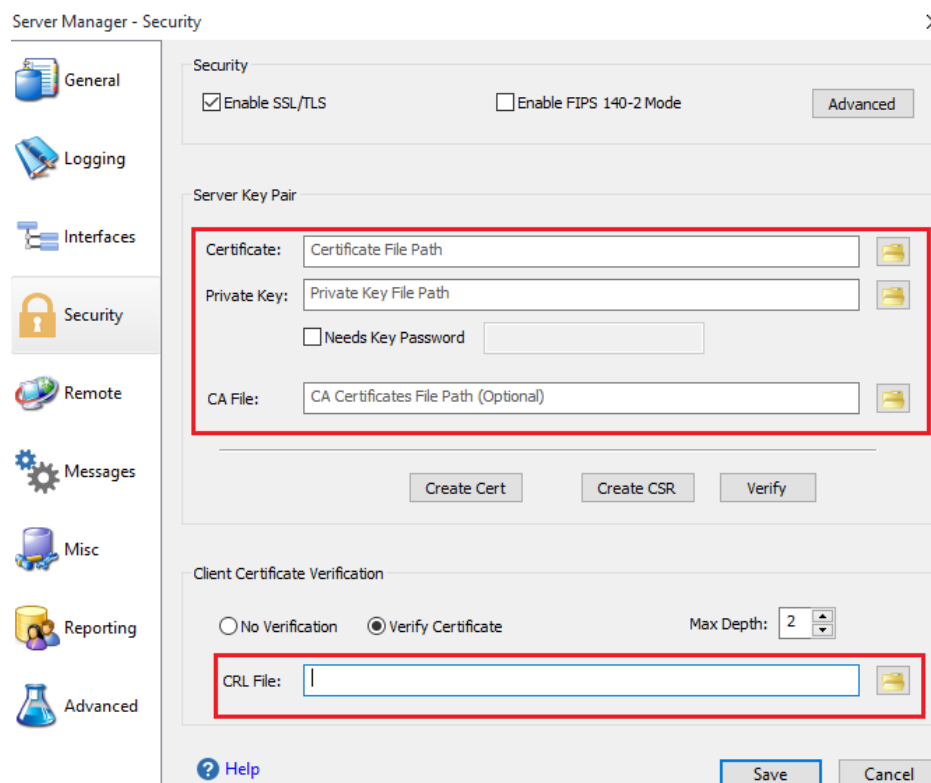 Server Manager - Security
General
Logging
Interfaces
Security
Remote
Messages
Misc
Reporting
Advanced
Security
Enable SSL/TLS
Enable FIPS 140-2 Mode
Advanced
Server Key Pair
Certificate:
Certificate File Path
Private Key:
Private Key File Path
Needs Key Password
CA File:
CA Certificates File Path (Optional)
Create Cert
Create CSR
Verify
Client Certificate Verification
No Verification
Verify Certificate
Max Depth:
2
CRL File:
Help
Save
Cancel